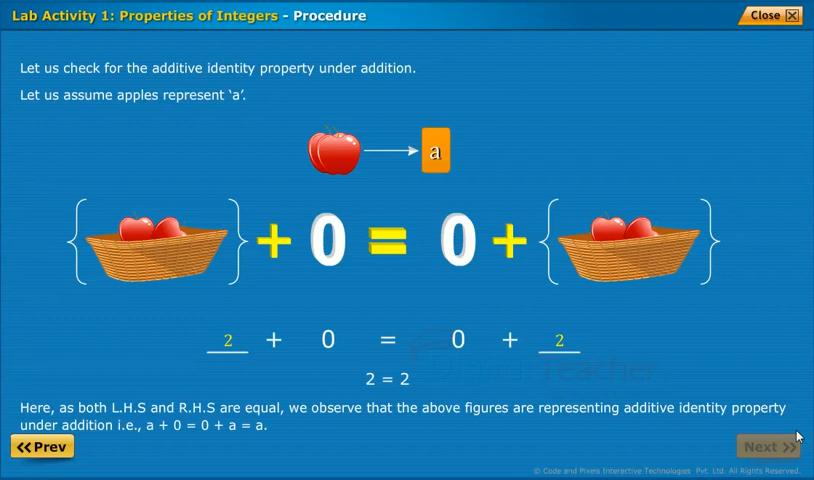 Lab Activity 1: Properties of Integers - Procedure
Close
Let us check for the additive identity property under addition.
Let us assume apples represent ‘a’.
a
+ 0 = 0 +
2 + 0 = 0 + 2
2 = 2
Teacher
Here, as both L.H.S and R.H.S are equal, we observe that the above figures are representing additive identity property
under addition i.e., a + 0 = 0 + a = a.
Prev
Next
© Code and Pixels Interactive Technologies Pvt. Ltd. All Rights Reserved.